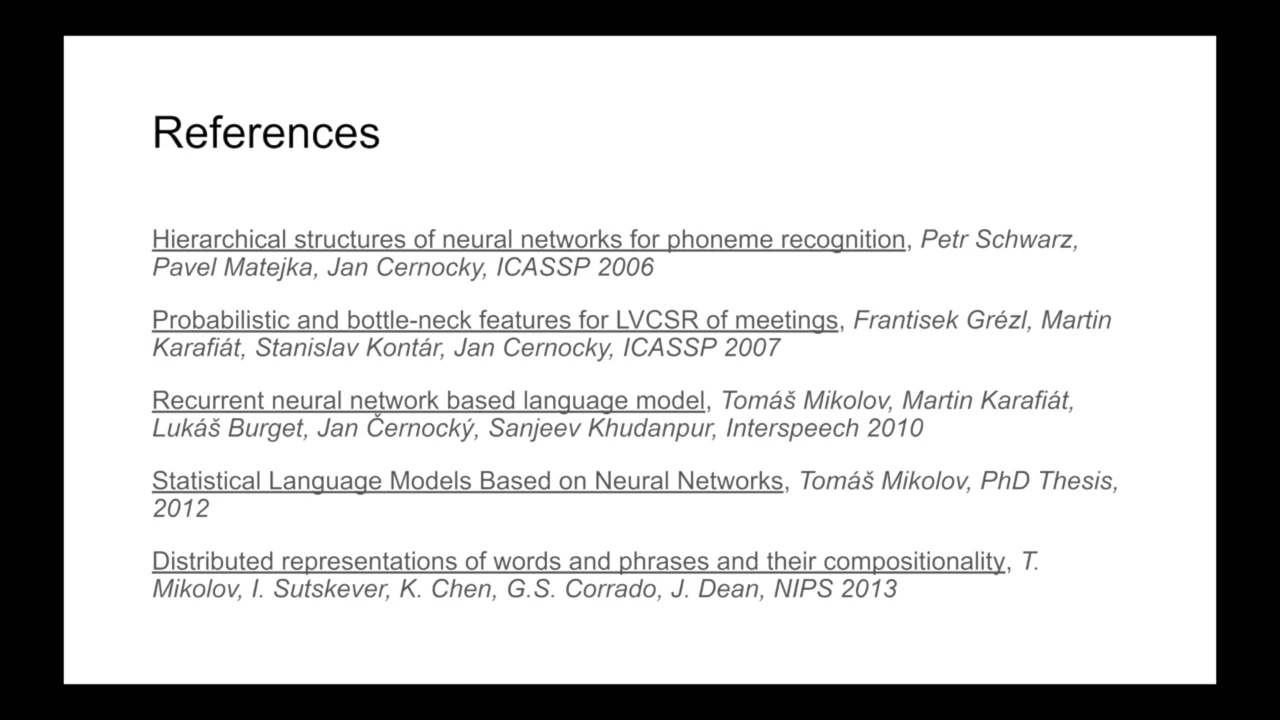 References
Hierarchical structures of neural networks for phoneme recognition, Petr Schwarz,
Pavel Matejka, Jan Cernocky, ICASSP 2006
Probabilistic and bottle-neck features for LVCSR of meetings, Frantisek Grézl, Martin
Karafiát, Stanislav Kontár, Jan Cernocky, ICASSP 2007
Recurrent neural network based language model, Tomáš Mikolov, Martin Karafiát,
Lukáš Burget, Jan Černocký, Sanjeev Khudanpur, Interspeech 2010
Statistical Language Models Based on Neural Networks, Tomáš Mikolov, PhD Thesis,
2012
Distributed representations of words and phrases and their compositionality, T.
Mikolov, I. Sutskever, K. Chen, G.S. Corrado, J. Dean, NIPS 2013